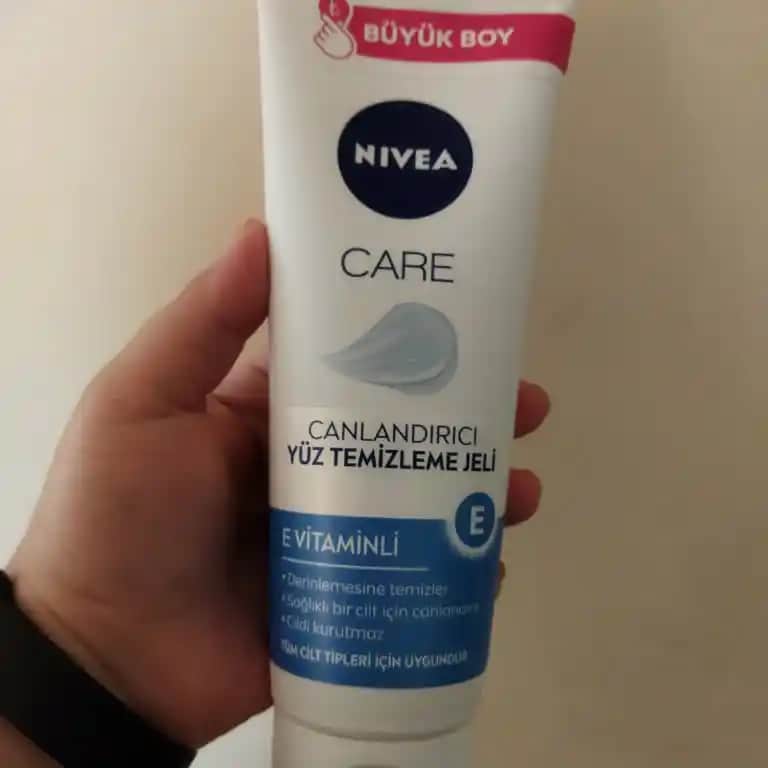 BÜYÜK BOY
NIVEA
CARE
CANLANDIRICI
YÜZ TEMİZLEME JELİ
E
E VİTAMİNLİ
• Derinlemesine temizler
• Sağlıklı bir cilt için canlandırır
• Cildi kurutmaz
TÜM CİLT TİPLERİ İÇİN UYGUNDUR